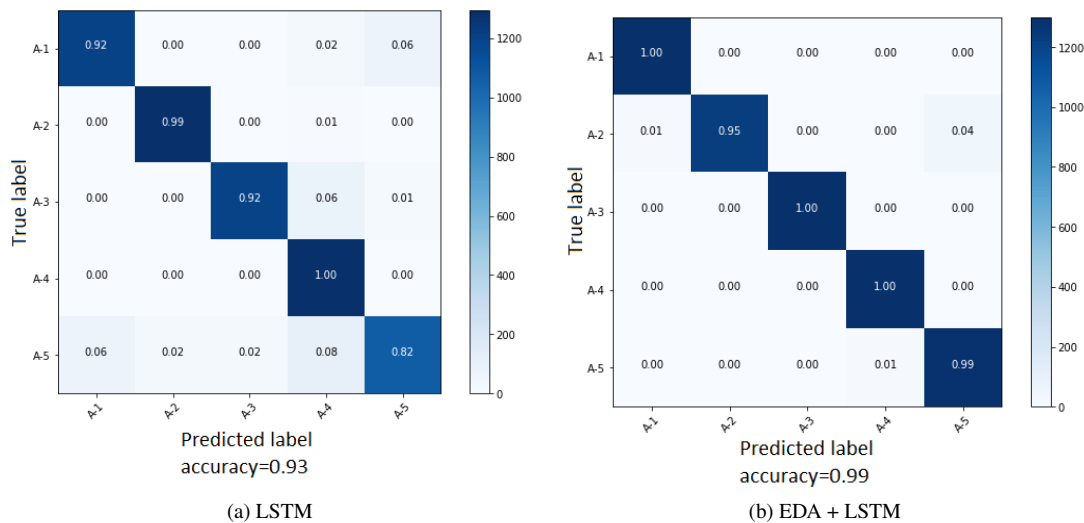 A-1 0.92 0.00 0.00 0.02 0.06
A-2 0.00 0.99 0.00 0.01 0.00
A-3 0.00 0.00 0.92 0.06 0.01
A-4 0.00 0.00 0.00 1.00 0.00
A-5 0.06 0.02 0.02 0.08 0.82
A-1 A-2 A-3 A-4 A-5
True label
Predicted label
accuracy=0.93
1200
1000
800
600
400
200
0
(a) LSTM
A-1 1.00 0.00 0.00 0.00 0.00
A-2 0.01 0.95 0.00 0.00 0.04
A-3 0.00 0.00 1.00 0.00 0.00
A-4 0.00 0.00 0.00 1.00 0.00
A-5 0.00 0.00 0.00 0.01 0.99
A-1 A-2 A-3 A-4 A-5
True label
Predicted label
accuracy=0.99
1200
1000
800
600
400
200
0
(b) EDA + LSTM